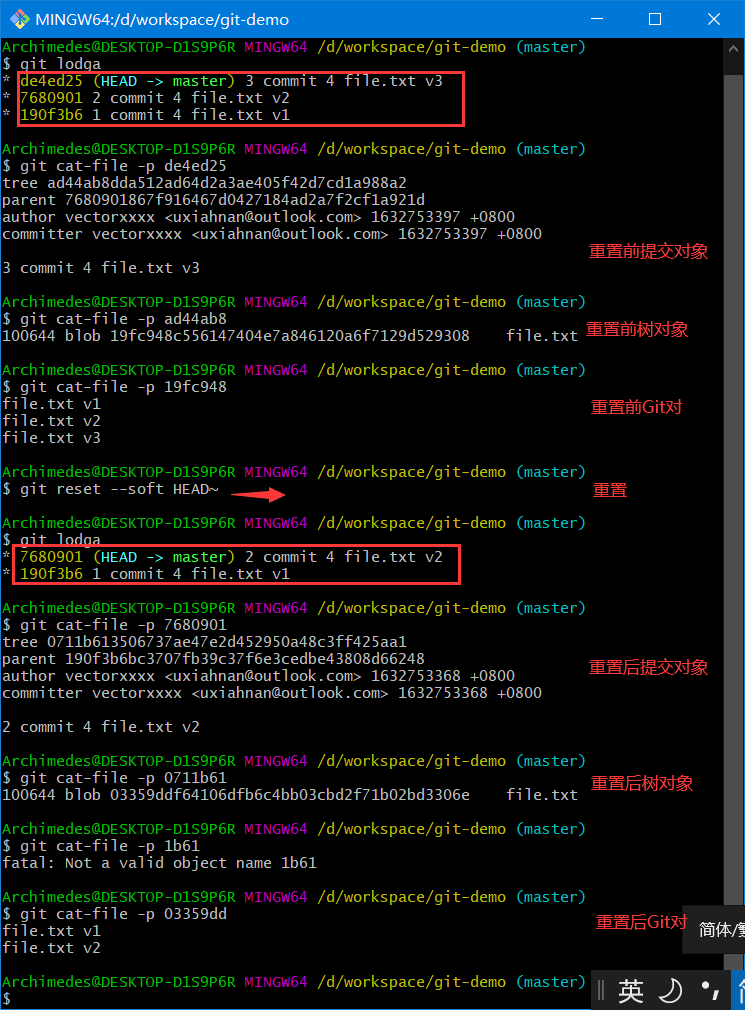 MINGW64:/d/workspace/git-demo
Archimedes@DESKTOP-D1S9P6R MINGW64 /d/workspace/git-demo (master)
$ git lodga
* de4ed25 (HEAD -> master) 3 commit 4 file.txt v3
* 7680901 2 commit 4 file.txt v2
* 190f3b6 1 commit 4 file.txt v1
Archimedes@DESKTOP-D1S9P6R MINGW64 /d/workspace/git-demo (master)
$ git cat-file -p de4ed25
tree ad44ab8dda512ad64d2a3ae405f42d7cd1a988a2
parent 7680901867f916467d0427184ad2a7f2cf1a921d
author vectorxxxx <uxiahnan@outlook.com> 1632753397 +0800
committer vectorxxxx <uxiahnan@outlook.com> 1632753397 +0800
重置前提交对象
3 commit 4 file.txt v3
Archimedes@DESKTOP-D1S9P6R MINGW64 /d/workspace/git-demo (master)
$ git cat-file -p ad44ab8
100644 blob 19fc948c556147404e7a846120a6f7129d529308    file.txt 重置前树对象
Archimedes@DESKTOP-D1S9P6R MINGW64 /d/workspace/git-demo (master)
$ git cat-file -p 19fc948
file.txt v1 重置前Git对
file.txt v2
file.txt v3
Archimedes@DESKTOP-D1S9P6R MINGW64 /d/workspace/git-demo (master)
$ git reset --soft HEAD~ 重置
Archimedes@DESKTOP-D1S9P6R MINGW64 /d/workspace/git-demo (master)
$ git lodga
* 7680901 (HEAD -> master) 2 commit 4 file.txt v2
* 190f3b6 1 commit 4 file.txt v1
Archimedes@DESKTOP-D1S9P6R MINGW64 /d/workspace/git-demo (master)
$ git cat-file -p 7680901
tree 0711b613506737ae47e2d452950a48c3ff425aa1
parent 190f3b6bc3707fb39c37f6e3cedbe43808d66248
author vectorxxxx <uxiahnan@outlook.com> 1632753368 +0800 重置后提交对象
committer vectorxxxx <uxiahnan@outlook.com> 1632753368 +0800
2 commit 4 file.txt v2
Archimedes@DESKTOP-D1S9P6R MINGW64 /d/workspace/git-demo (master)
$ git cat-file -p 0711b61 重置后树对象
100644 blob 03359ddf64106dfb6c4bb03cbd2f71b02bd3306e    file.txt
Archimedes@DESKTOP-D1S9P6R MINGW64 /d/workspace/git-demo (master)
$ git cat-file -p 1b61
fatal: Not a valid object name 1b61
Archimedes@DESKTOP-D1S9P6R MINGW64 /d/workspace/git-demo (master)
$ git cat-file -p 03359dd 重置后Git对
file.txt v1 简体/繁
file.txt v2
Archimedes@DESKTOP-D1S9P6R MINGW64 /d/workspace/git-demo (master)
$ 英